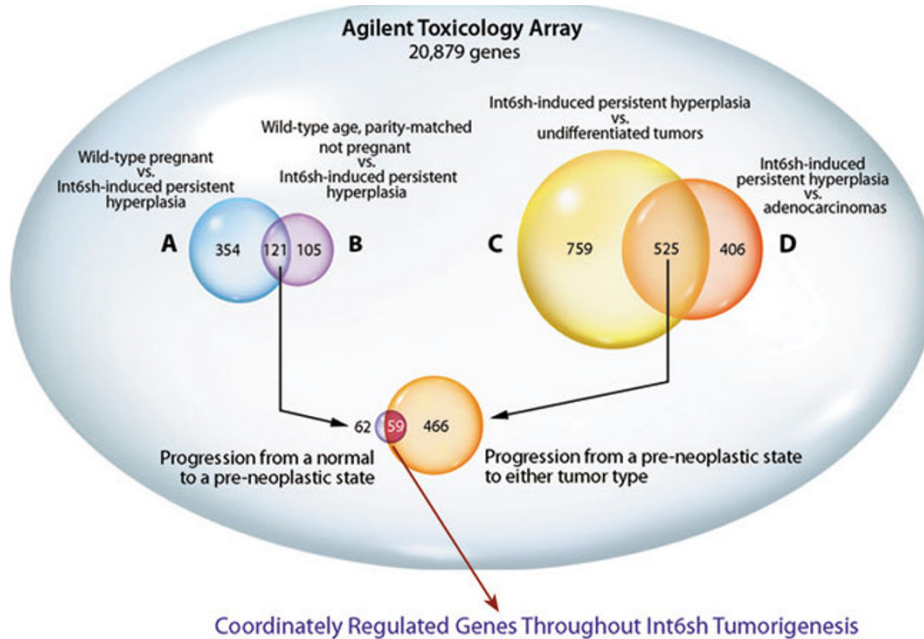 Agilent Toxicology Array
20,879 genes
Int6sh-induced persistent hyperplasia
vs.
undifferentiated tumors
Wild-type age, parity-matched
not pregnant
vs.
Int6sh-induced persistent
hyperplasia
Wild-type pregnant
vs.
Int6sh-induced persistent
hyperplasia
Int6sh-induced
persistent hyperplasia
vs.
adenocarcinomas
A 354 121 105 B
C 759 525 406 D
62 59 466
Progression from a normal
to a pre-neoplastic state
Progression from a pre-neoplastic state
to either tumor type
Coordinately Regulated Genes Throughout Int6sh Tumorigenesis